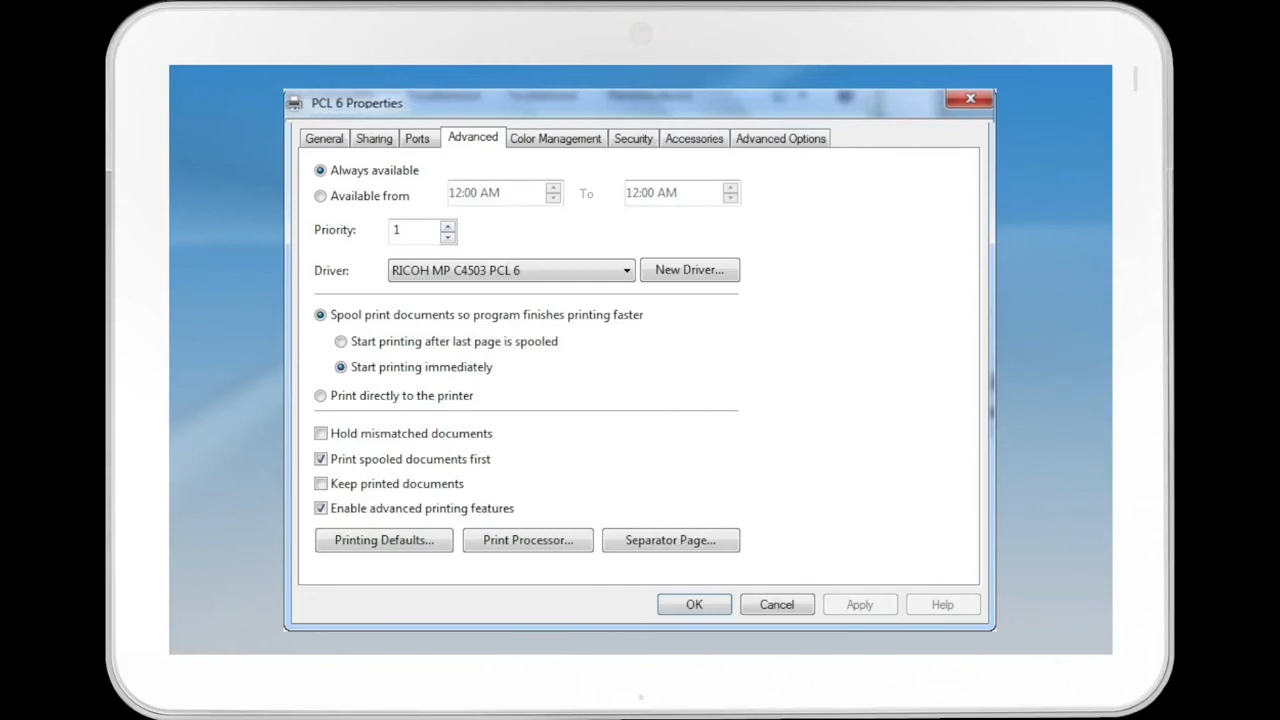 PCL 6 Properties
General Sharing Ports Advanced Color Management Security Accessories Advanced Options
Always available
Available from 12:00 AM To 12:00 AM
Priority: 1
Driver: RICOH MP C4503 PCL 6 New Driver...
Spool print documents so program finishes printing faster
Start printing after last page is spooled
Start printing immediately
Print directly to the printer
Hold mismatched documents
Print spooled documents first
Keep printed documents
Enable advanced printing features
Printing Defaults... Print Processor... Separator Page...
OK Cancel Apply Help